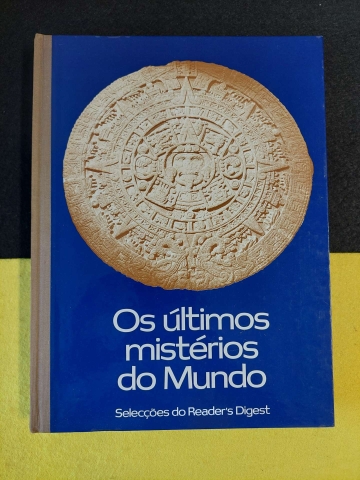 Os últimos
mistérios
do Mundo
Selecções do Reader's Digest